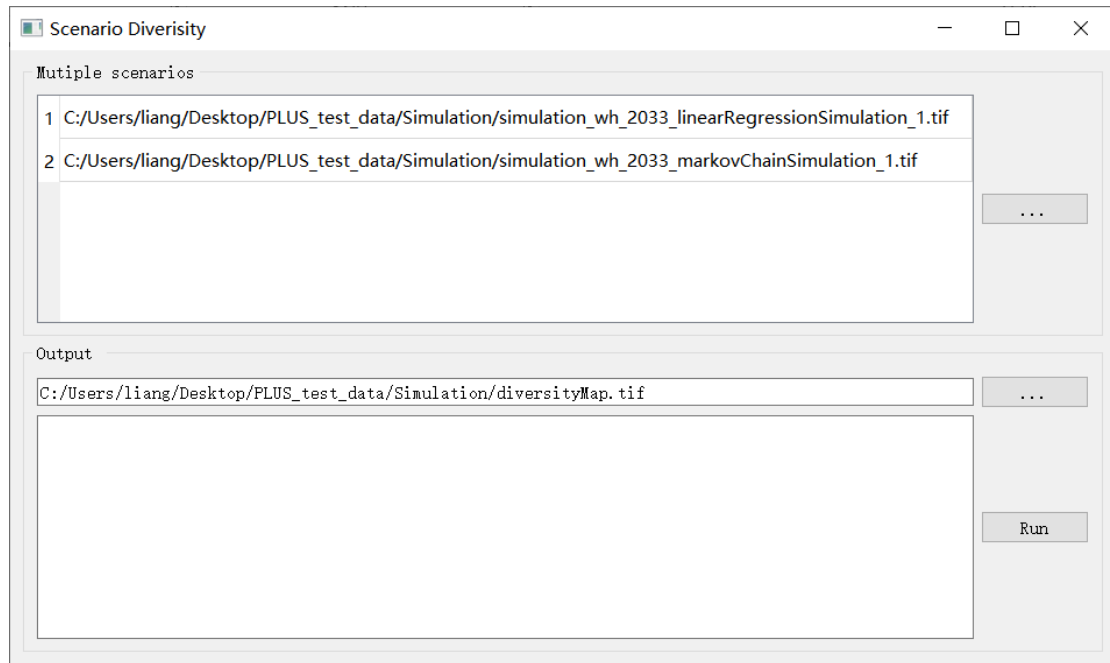 Scenario Diverisity
Mutiple scenarios
1 C:/Users/liang/Desktop/PLUS_test_data/Simulation/simulation_wh_2033_linearRegressionSimulation_1.tif
2 C:/Users/liang/Desktop/PLUS_test_data/Simulation/simulation_wh_2033_markovChainSimulation_1.tif
...
Output
C:/Users/liang/Desktop/PLUS_test_data/Simulation/diversityMap.tif
...
Run